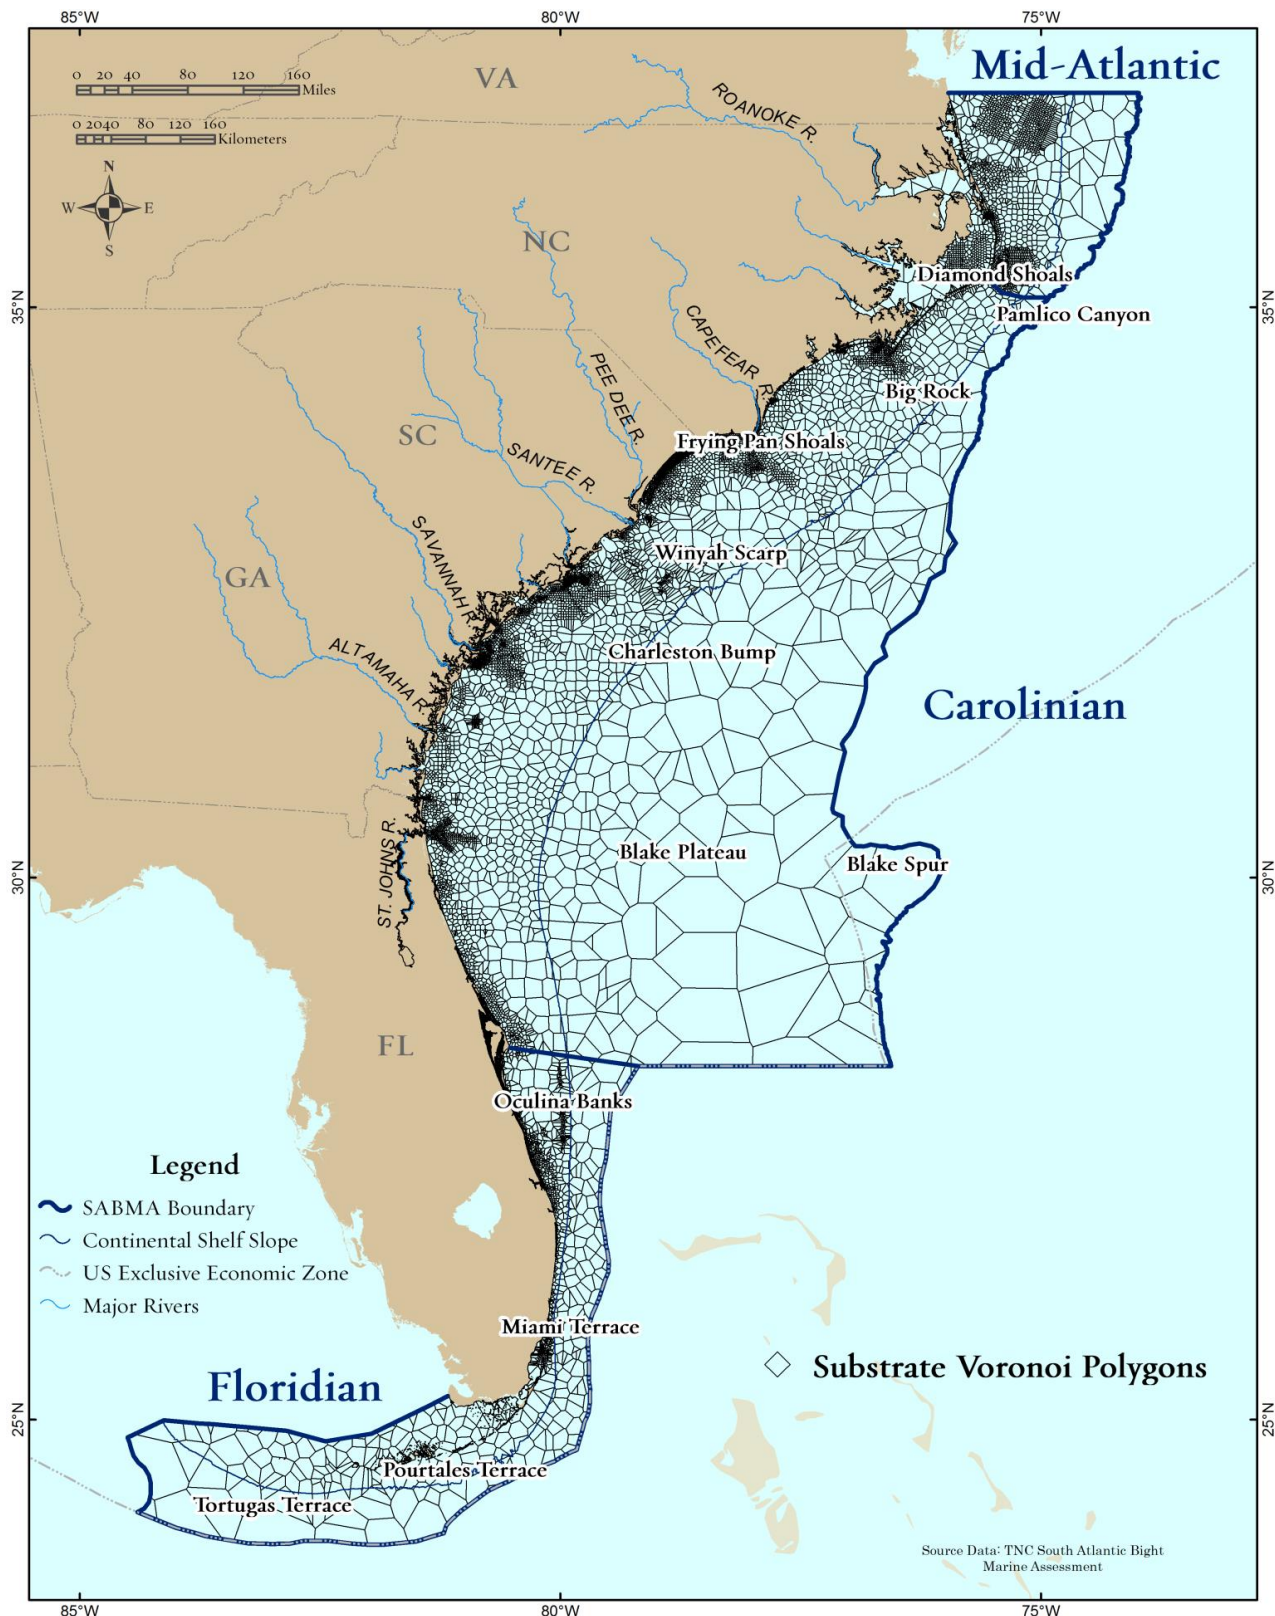 85°W 80°W 75°W
Mid-Atlantic
0 20 40 80 120 160
Miles
0 2040 80 120 160
Kilometers
N
W E
S
VA
ROANOKE R.
NC
Diamond Shoals
35°N 35°N
Pamlico Canyon
CAPEFEAR R.
PEE DEE R.
Big Rock
SC
Frying Pan Shoals
SANTEE R.
SAVANNAH R.
Winyah Scarp
GA
ALTAMAHA R.
Charleston Bump
Carolinian
ST. JOHNS R.
Blake Plateau
Blake Spur
30°N 30°N
FL
Oculina Banks
Legend
SABMA Boundary
Continental Shelf Slope
US Exclusive Economic Zone
Major Rivers
Miami Terrace
Substrate Voronoi Polygons
Floridian
25°N 25°N
Pourtales Terrace
Tortugas Terrace
Source Data: TNC South Atlantic Bight
Marine Assessment
85°W 80°W 75°W